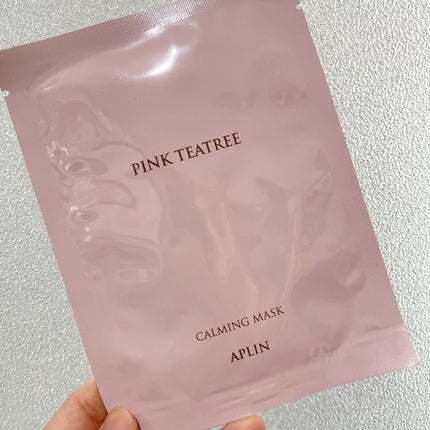 PINK TEATREE
CALMING MASK
APLIN